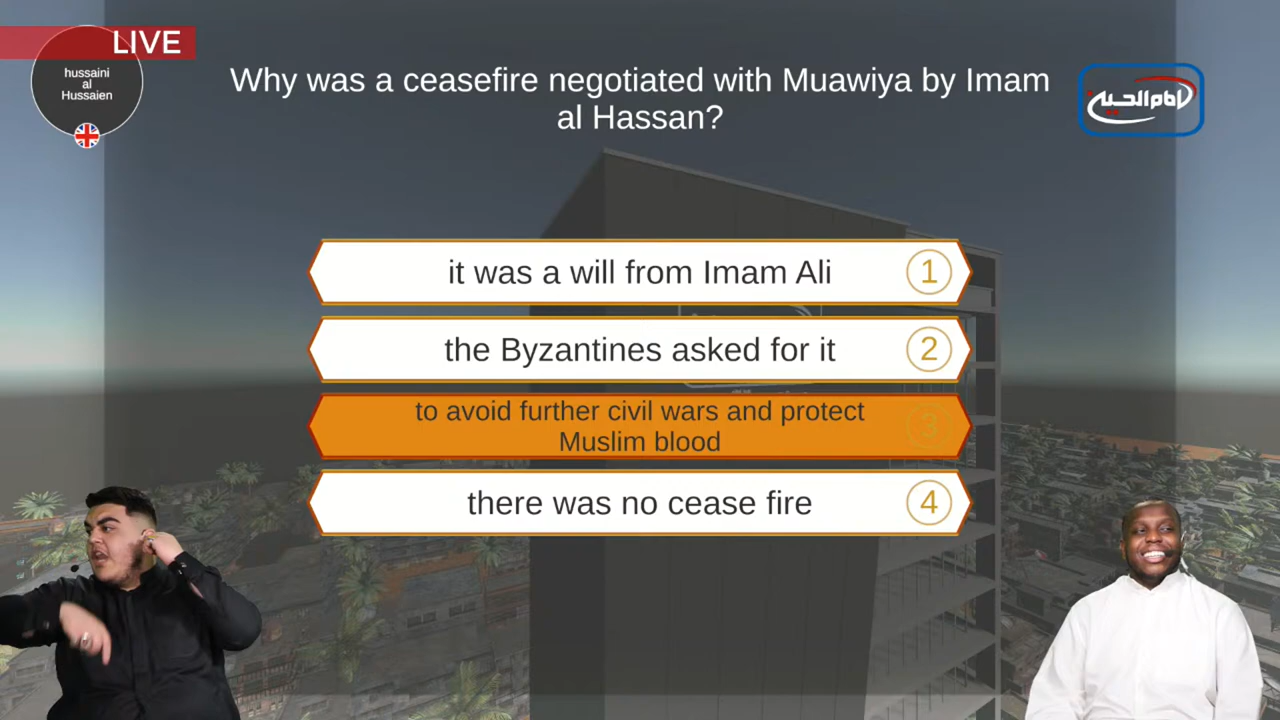 LIVE
hussaini
al
Hussaien
Why was a ceasefire negotiated with Muawiya by Imam
al Hassan?
it was a will from Imam Ali
1
the Byzantines asked for it
2
to avoid further civil wars and protect
Muslim blood
3
there was no cease fire
4